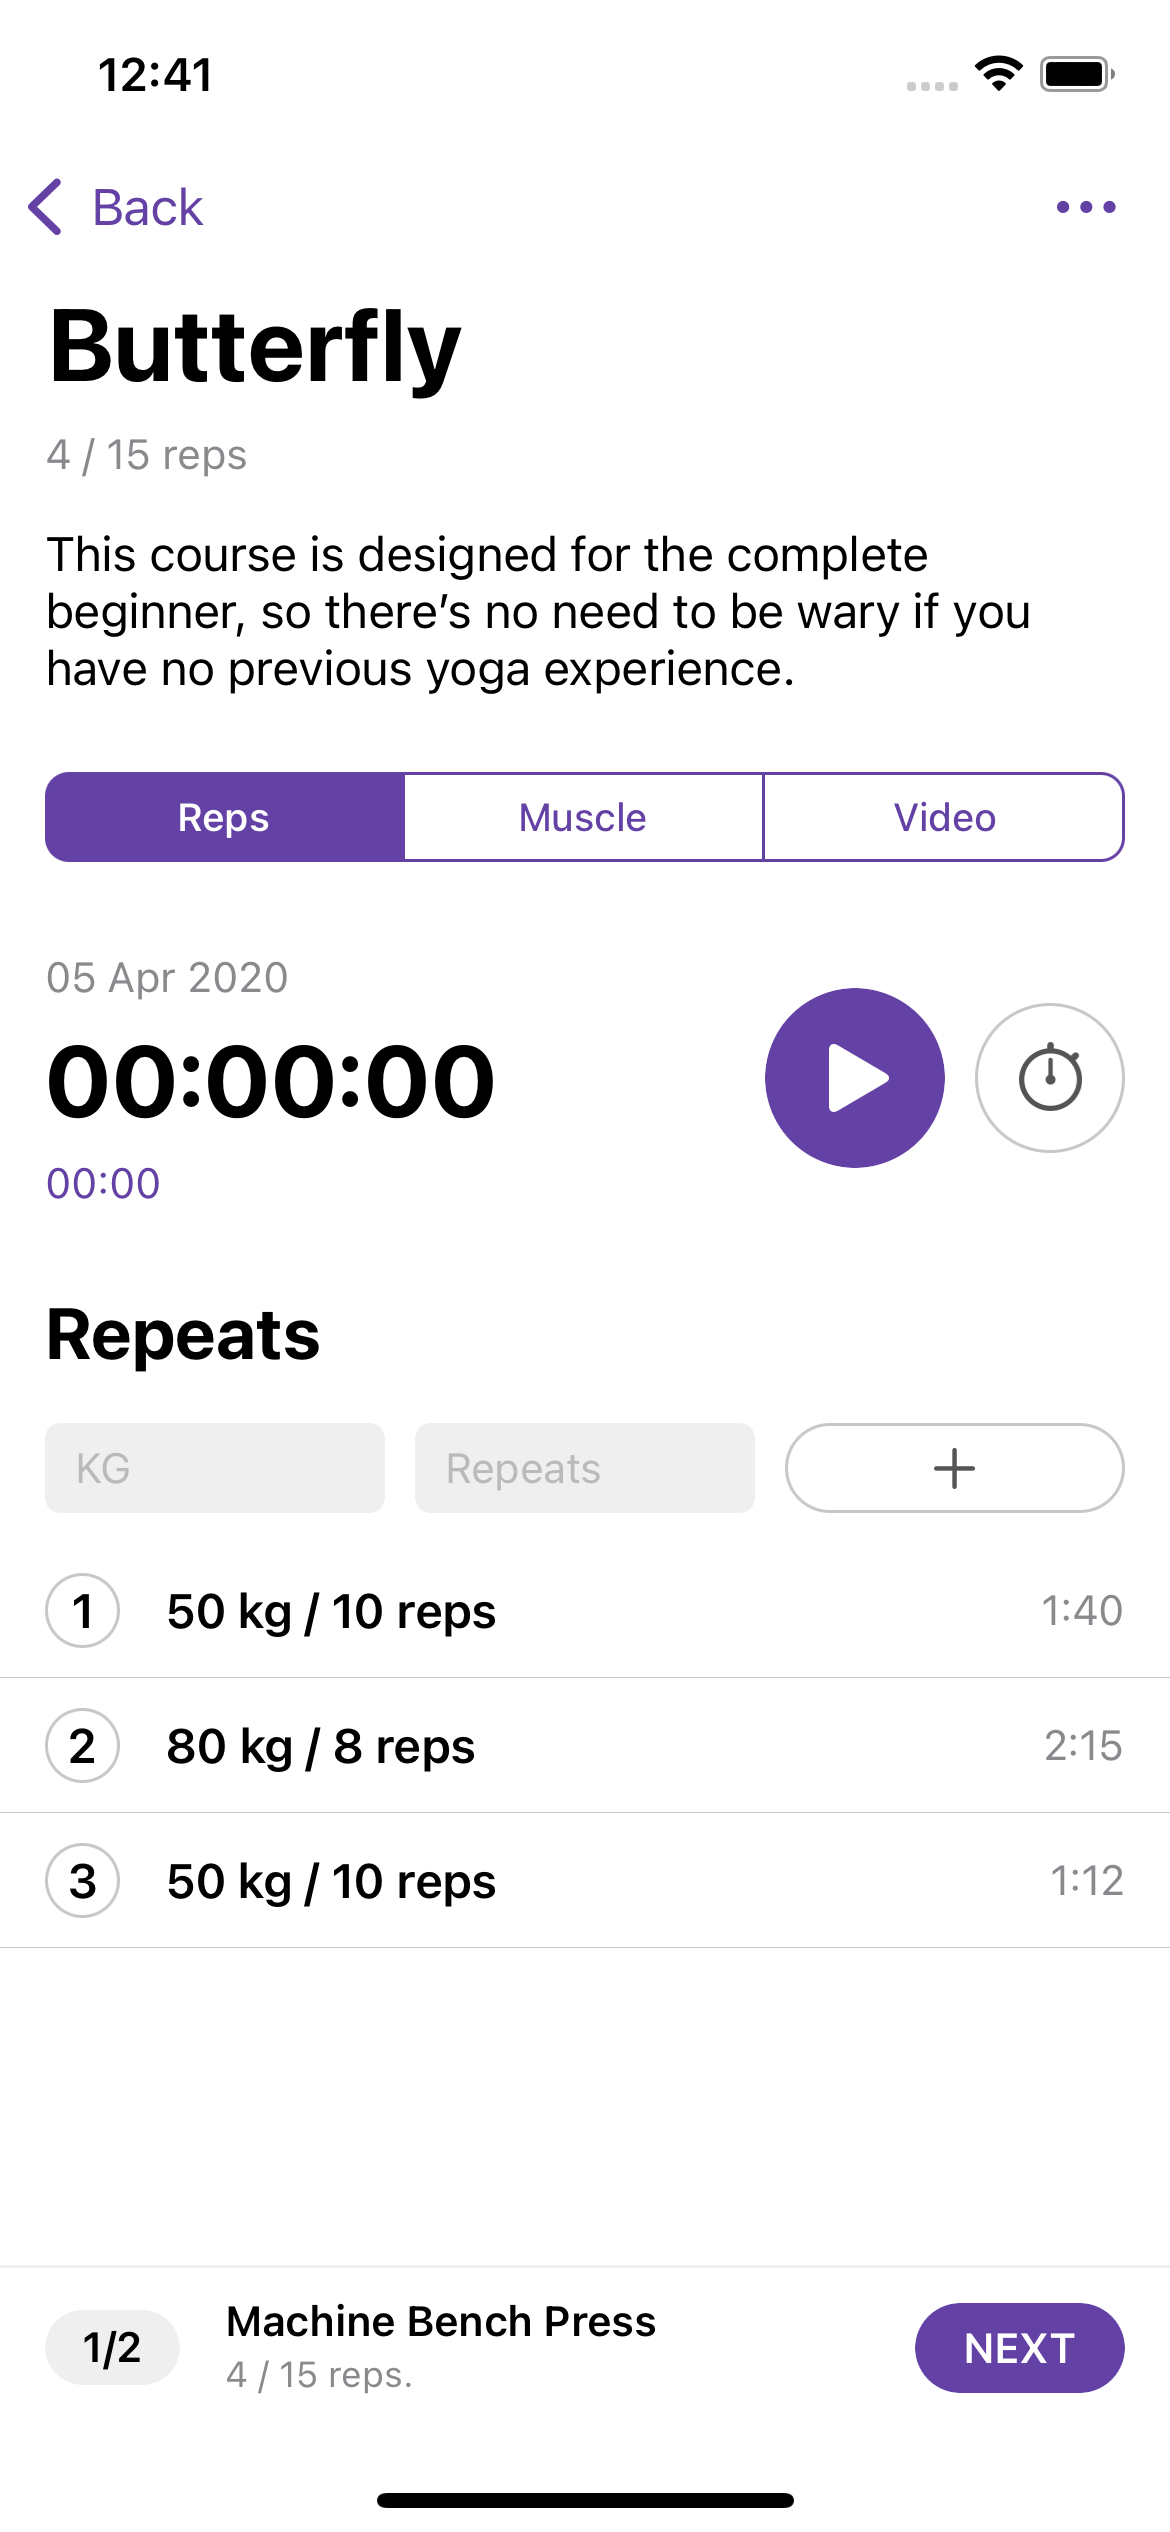 12:41
Back
Butterfly
4 / 15 reps
This course is designed for the complete
beginner, so there’s no need to be wary if you
have no previous yoga experience.
Reps
Muscle
Video
05 Apr 2020
00:00:00
00:00
Repeats
KG
Repeats
1
50 kg / 10 reps
1:40
2
80 kg / 8 reps
2:15
3
50 kg / 10 reps
1:12
1/2
Machine Bench Press
4 / 15 reps.
NEXT